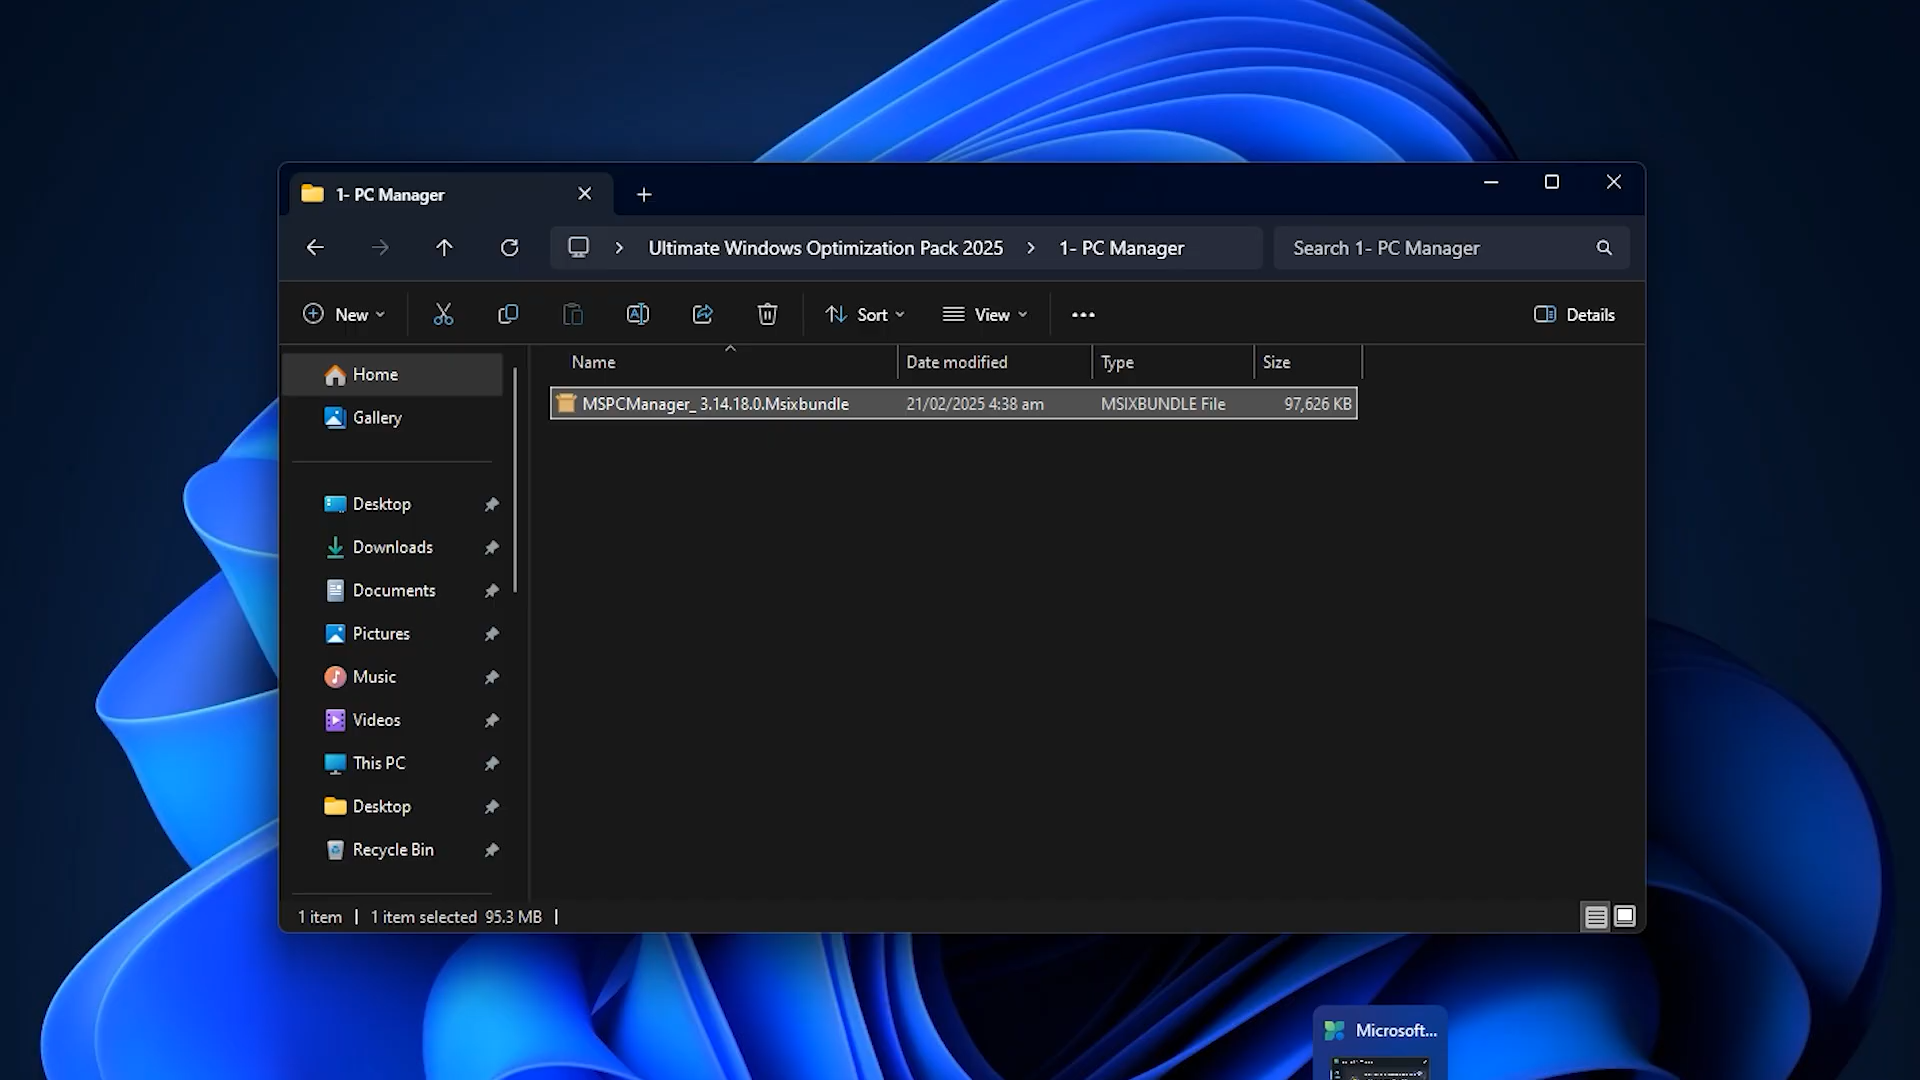 1- PC Manager
Ultimate Windows Optimization Pack 2025
1- PC Manager
Search 1- PC Manager
New
Sort
View
Details
Name
Date modified
Type
Size
MSPCManager_ 3.14.18.0.Msixbundle
21/02/2025 4:38 am
MSIXBUNDLE File
97,626 KB
Home
Gallery
Desktop
Downloads
Documents
Pictures
Music
Videos
This PC
Desktop
Recycle Bin
1 item
1 item selected 95.3 MB
Microsoft...